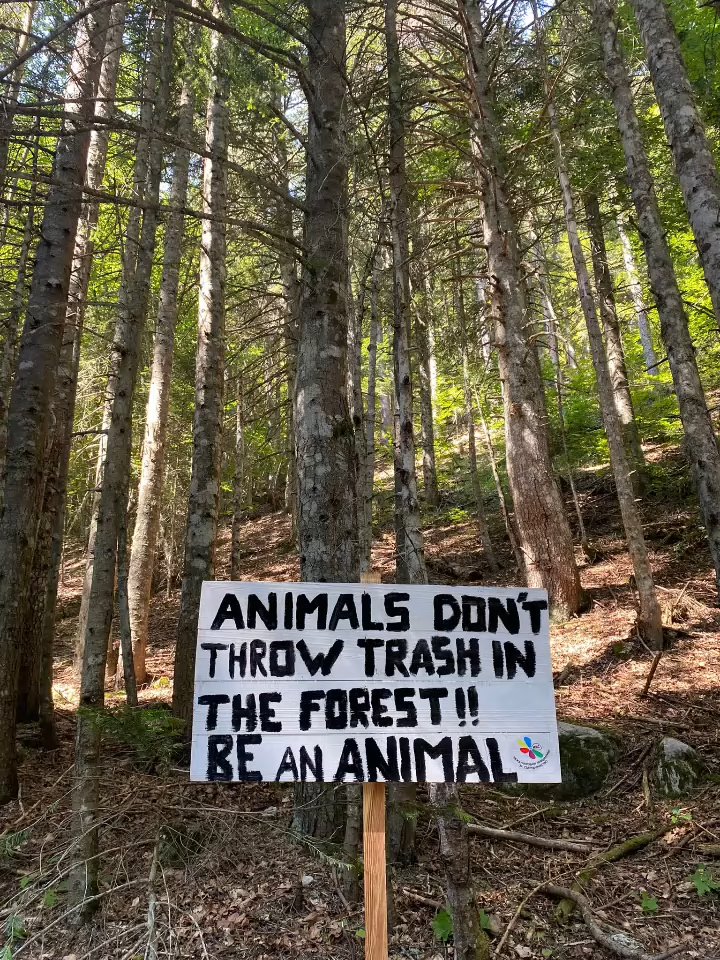 ANIMALS DON'T
THROW TRASH IN
THE FOREST!!
BE AN ANIMAL